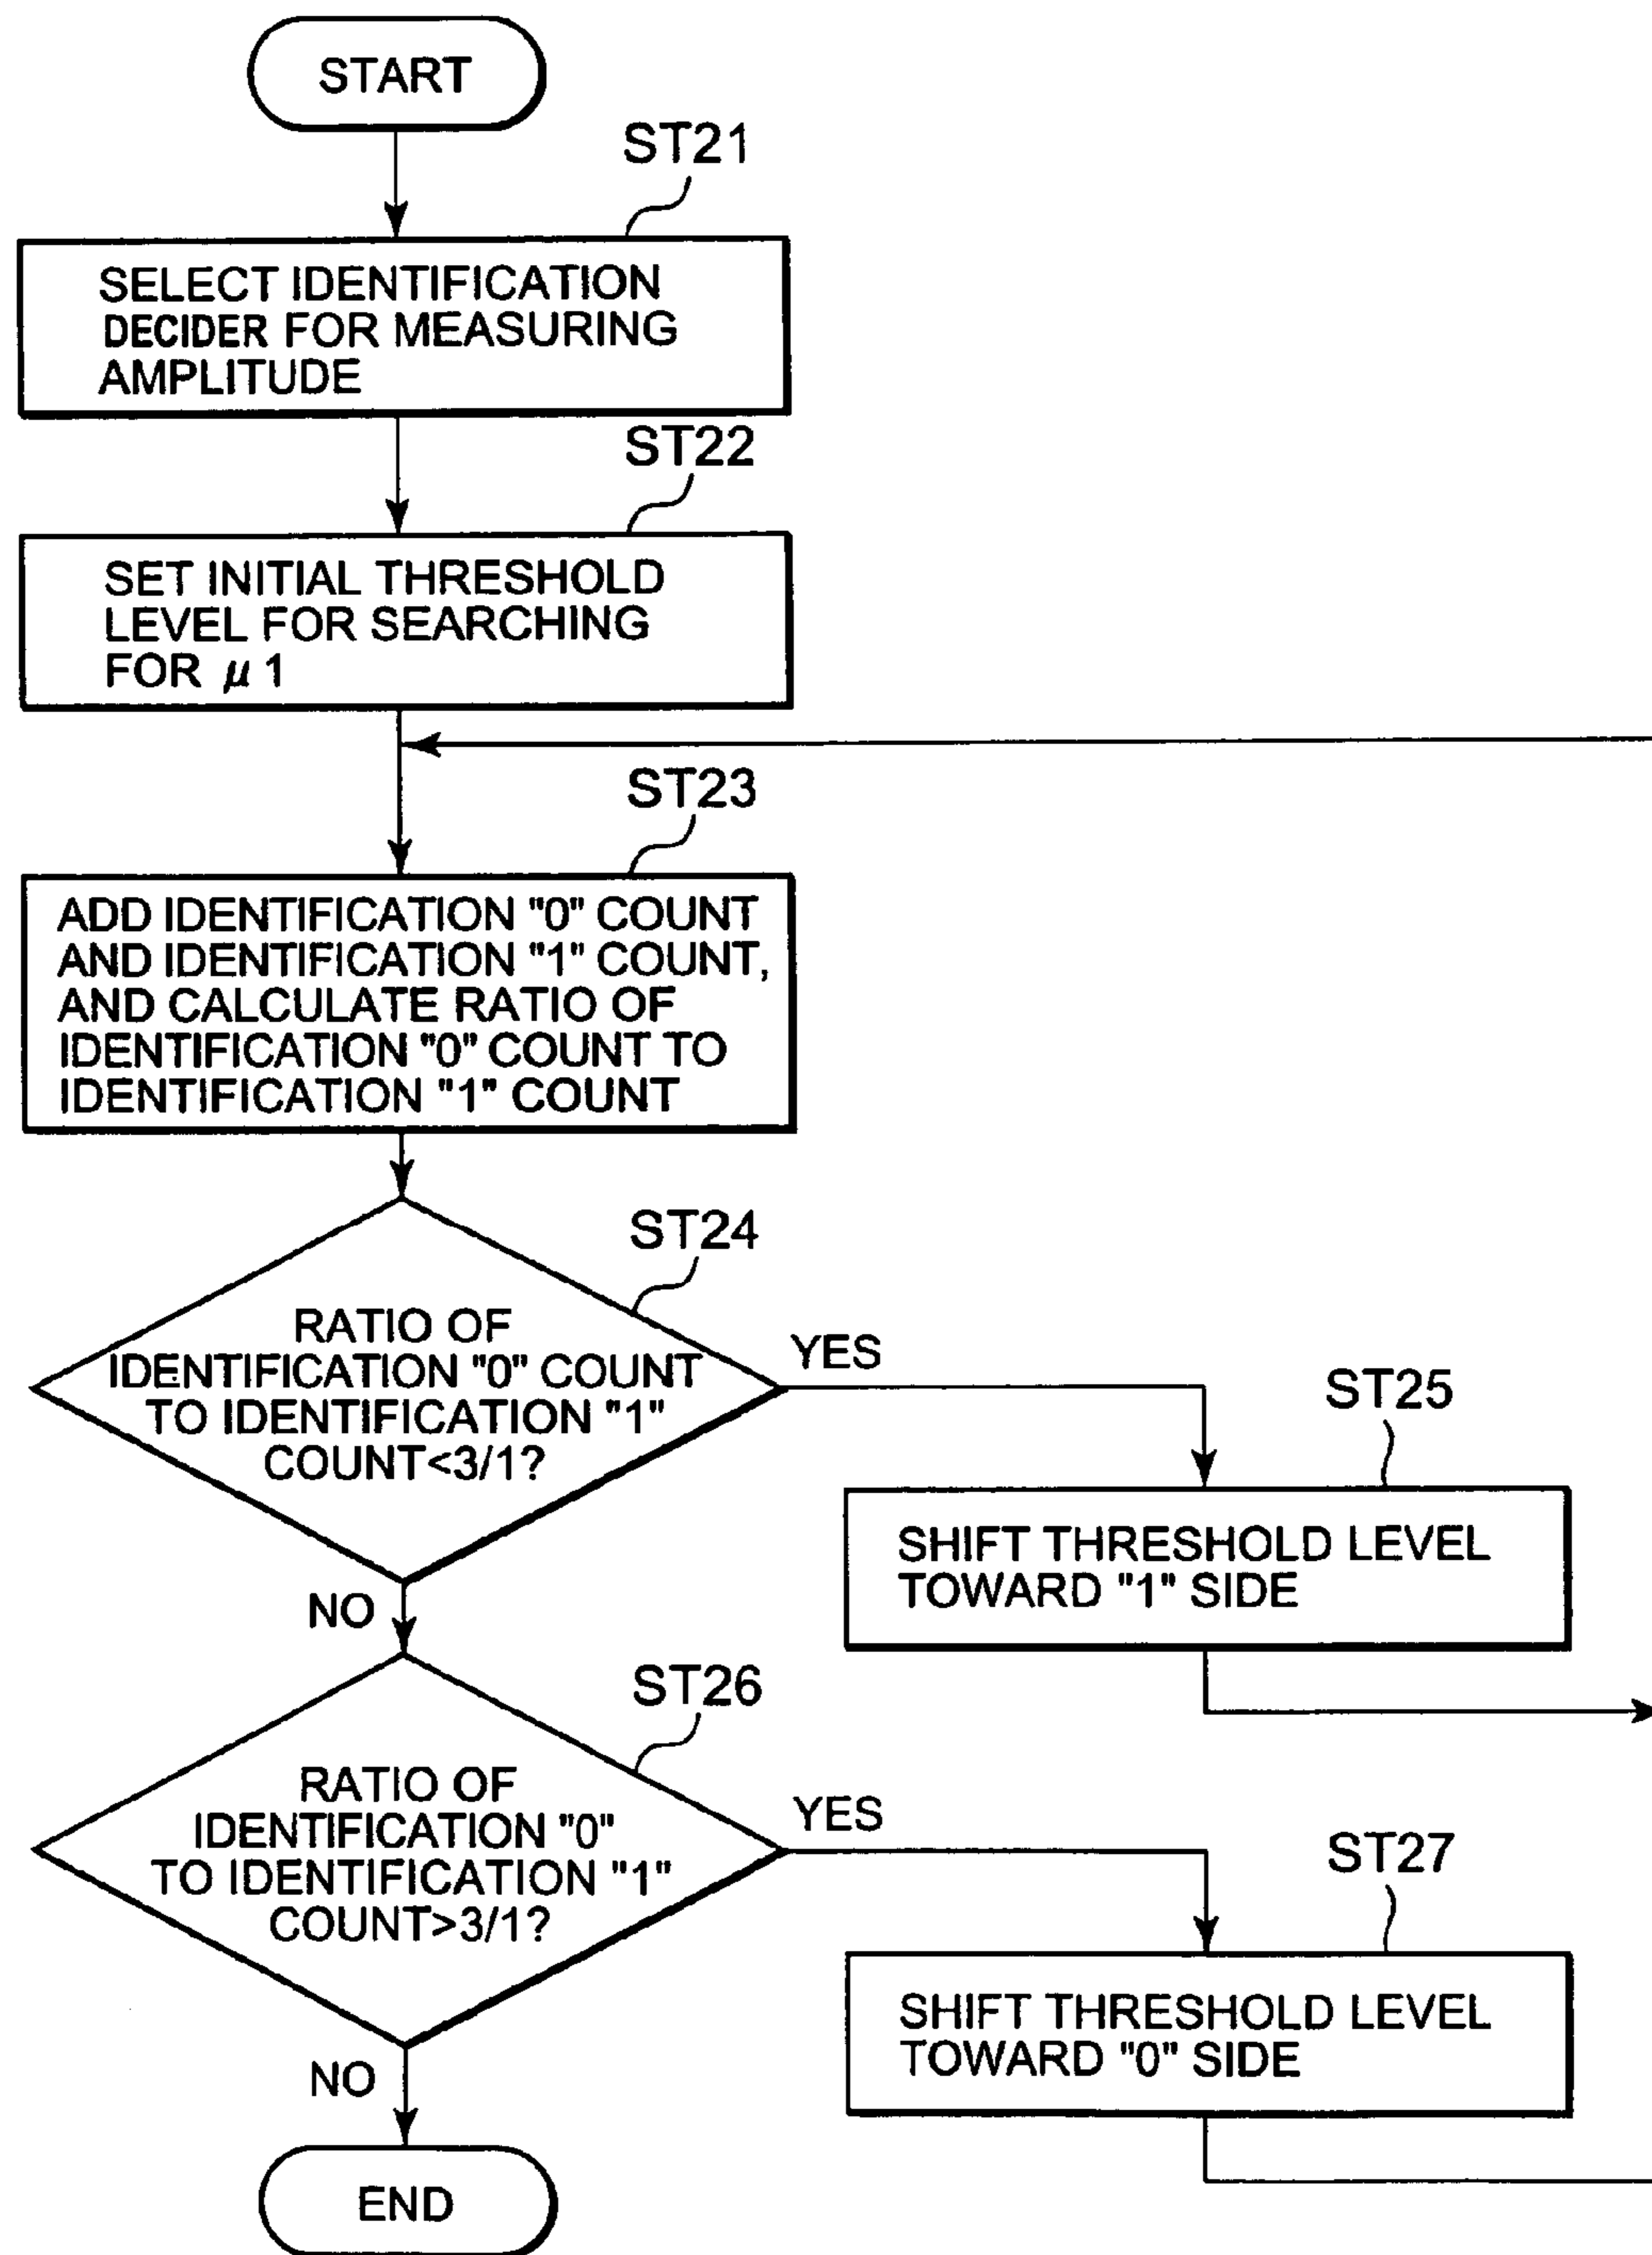 START
ST21
SELECT IDENTIFICATION
DECIDER FOR MEASURING
AMPLITUDE
ST22
SET INITIAL THRESHOLD
LEVEL FOR SEARCHING
FOR μ 1
ST23
ADD IDENTIFICATION "0" COUNT
AND IDENTIFICATION "1" COUNT,
AND CALCULATE RATIO OF
IDENTIFICATION "0" COUNT TO
IDENTIFICATION "1" COUNT
ST24
RATIO OF
IDENTIFICATION "0" COUNT
TO IDENTIFICATION "1"
COUNT<3/1?
YES
ST25
SHIFT THRESHOLD LEVEL
TOWARD "1" SIDE
NO
ST26
RATIO OF
IDENTIFICATION "0"
TO IDENTIFICATION "1"
COUNT>3/1?
YES
ST27
SHIFT THRESHOLD LEVEL
TOWARD "0" SIDE
NO
END